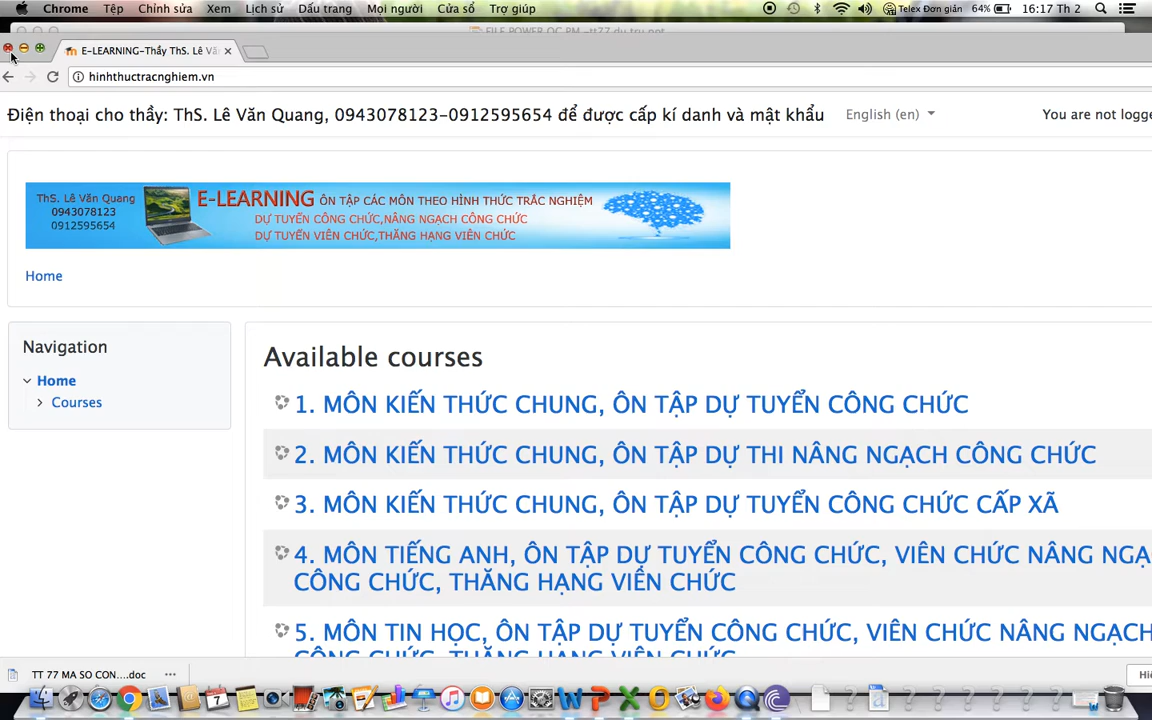 Chrome Tệp Chỉnh sửa Xem Lịch sử Dấu trang Mọi người Cửa sổ Trợ giúp Telex Đơn giản 64% 16:17 Th 2
E-LEARNING-Thầy ThS. Lê Vă
hinhthuctracnghiem.vn
Điện thoại cho thầy: ThS. Lê Văn Quang, 0943078123-0912595654 để được cấp kí danh và mật khẩu English (en) You are not logge
ThS. Lê Văn Quang
0943078123
0912595654
E-LEARNING ÔN TẬP CÁC MÔN THEO HÌNH THỨC TRẮC NGHIỆM
DỰ TUYỂN CÔNG CHỨC,NÂNG NGẠCH CÔNG CHỨC
DỰ TUYỂN VIÊN CHỨC,THĂNG HẠNG VIÊN CHỨC
Home
Navigation
Home
Courses
Available courses
1. MÔN KIẾN THỨC CHUNG, ÔN TẬP DỰ TUYỂN CÔNG CHỨC
2. MÔN KIẾN THỨC CHUNG, ÔN TẬP DỰ THI NÂNG NGẠCH CÔNG CHỨC
3. MÔN KIẾN THỨC CHUNG, ÔN TẬP DỰ TUYỂN CÔNG CHỨC CẤP XÃ
4. MÔN TIẾNG ANH, ÔN TẬP DỰ TUYỂN CÔNG CHỨC, VIÊN CHỨC NÂNG NGẠ
CÔNG CHỨC, THĂNG HẠNG VIÊN CHỨC
5. MÔN TIN HỌC, ÔN TẬP DỰ TUYỂN CÔNG CHỨC, VIÊN CHỨC NÂNG NGẠCH
CÔNG CHỨC, THĂNG HẠNG VIÊN CHỨC
TT 77 MA SO CON....doc
Hiể